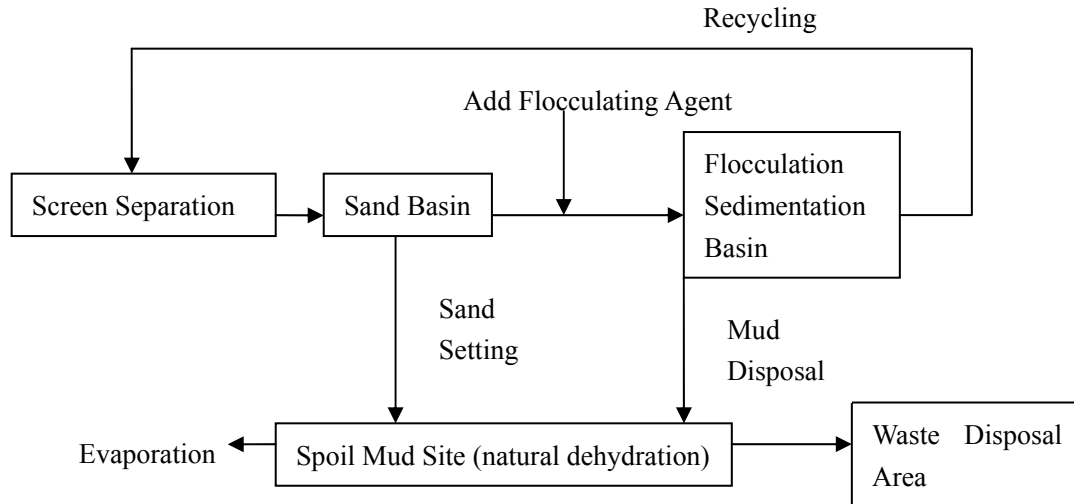 Recycling
Add Flocculating Agent
Screen Separation
Sand Basin
Flocculation
Sedimentation
Basin
Sand
Setting
Mud
Disposal
Evaporation
Spoil Mud Site (natural dehydration)
Waste Disposal
Area